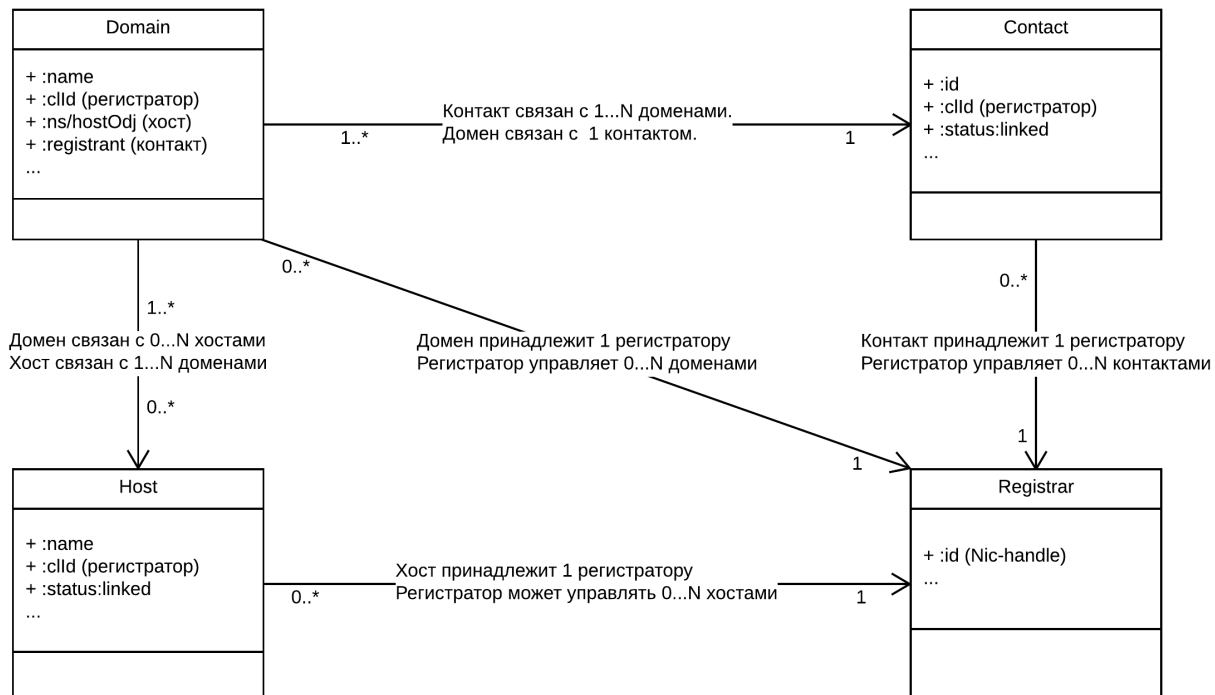 Domain
+ :name
+ :clId (регистратор)
+ :ns/hostOdj (хост)
+ :registrant (контакт)
...
Контакт связан с 1...N доменами.
Домен связан с 1 контактом.
1..*
1
Contact
+ :id
+ :clId (регистратор)
+ :status:linked
...
0..*
0..*
1..*
Домен связан с 0...N хостами
Хост связан с 1...N доменами
0..*
Домен принадлежит 1 регистратору
Регистратор управляет 0...N доменами
1
Контакт принадлежит 1 регистратору
Регистратор управляет 0...N контактами
1
Host
+ :name
+ :clId (регистратор)
+ :status:linked
...
Хост принадлежит 1 регистратору
Регистратор может управлять 0...N хостами
0..*
1
Registrar
+ :id (Nic-handle)
...